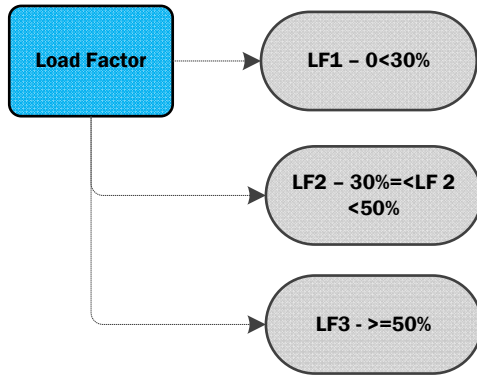 Load Factor
LF1 – 0<30%
LF2 – 30%=<LF 2
<50%
LF3 - >=50%